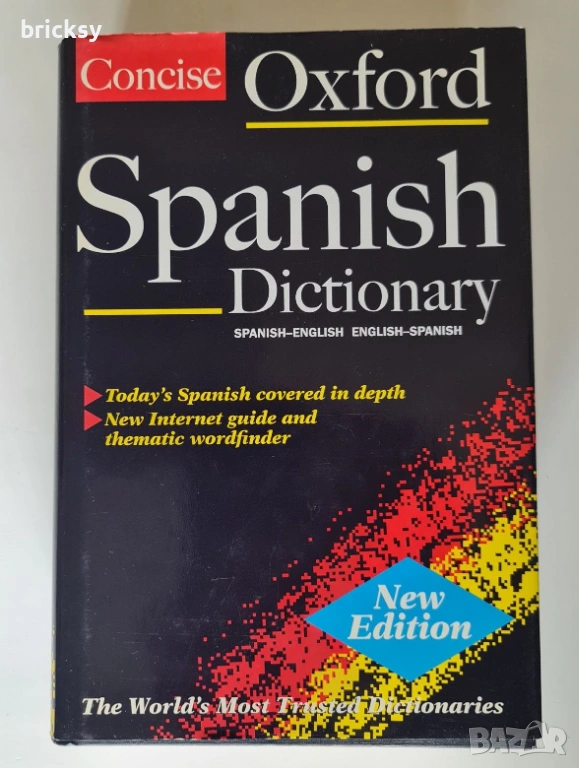 bricksy
Concise
Oxford
Spanish
Dictionary
SPANISH–ENGLISH ENGLISH–SPANISH
Today's Spanish covered in depth
New Internet guide and
thematic wordfinder
New
Edition
The World's Most Trusted Dictionaries
BAZAR